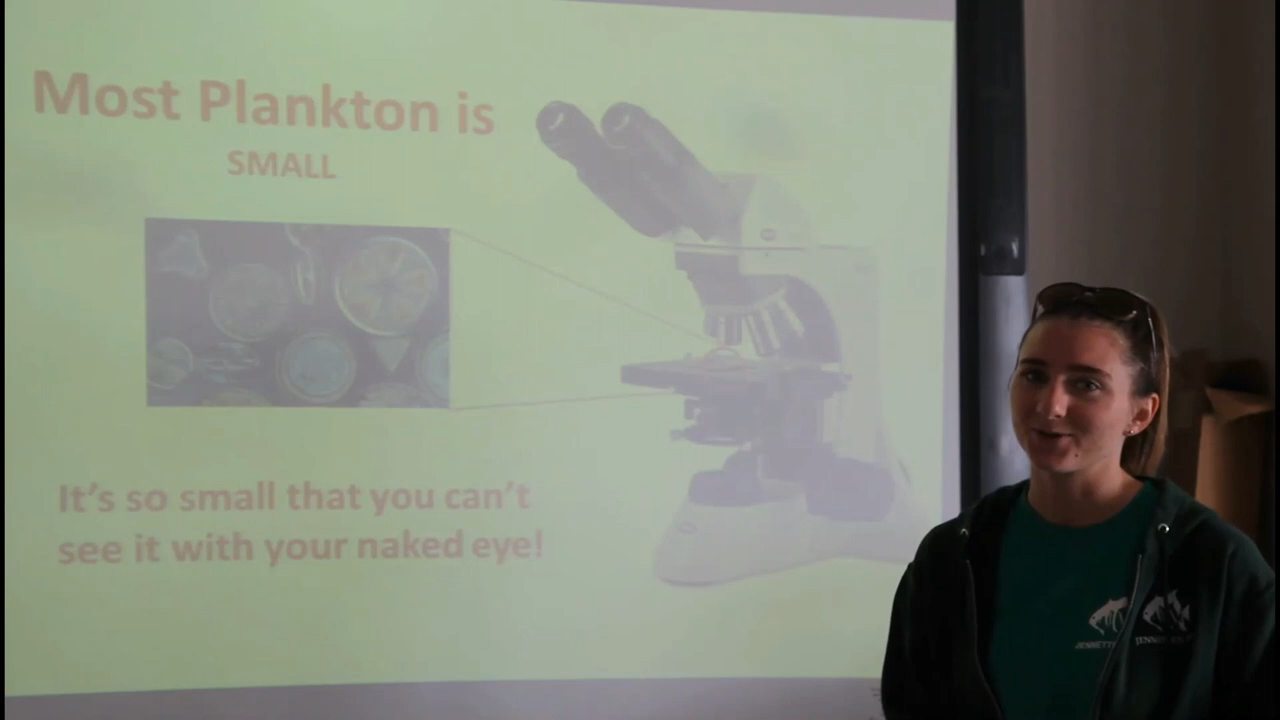 Most Plankton is
SMALL
It's so small that you can't
see it with your naked eye!